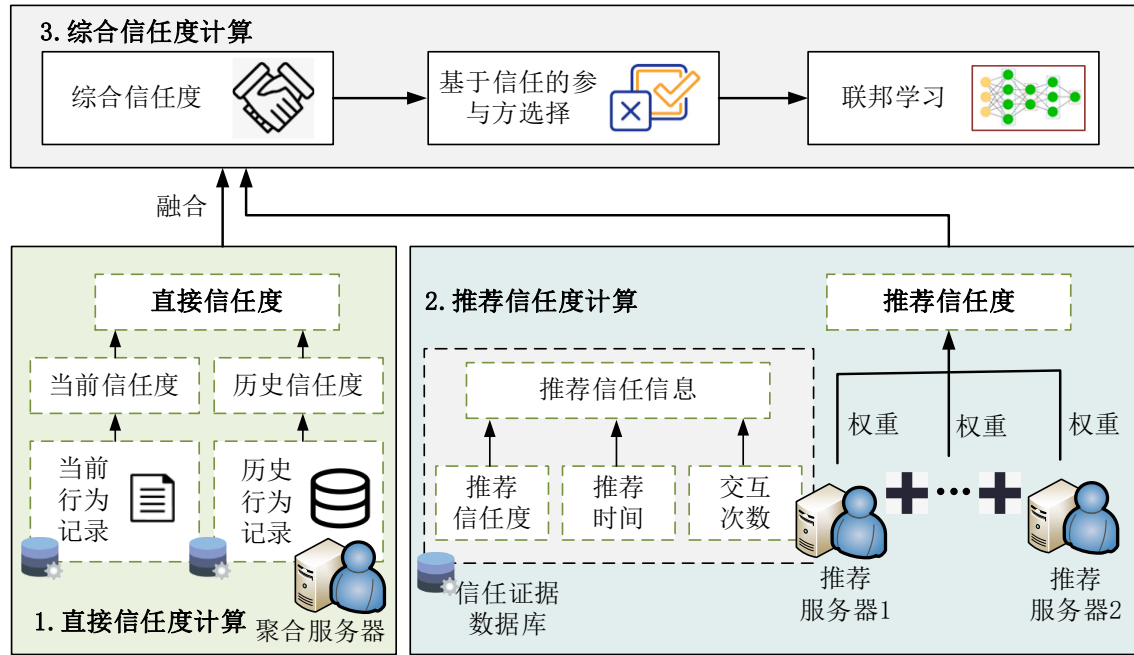 3.综合信任度计算
综合信任度
基于信任的参
与方选择
联邦学习
融合
直接信任度
当前信任度
历史信任度
当前
行为
记录
历史
行为
记录
1.直接信任度计算
聚合服务器
2.推荐信任度计算
推荐信任度
推荐信任信息
推荐
信任度
推荐
时间
交互
次数
信任证据
数据库
权重
权重
权重
...
推荐
服务器1
推荐
服务器2